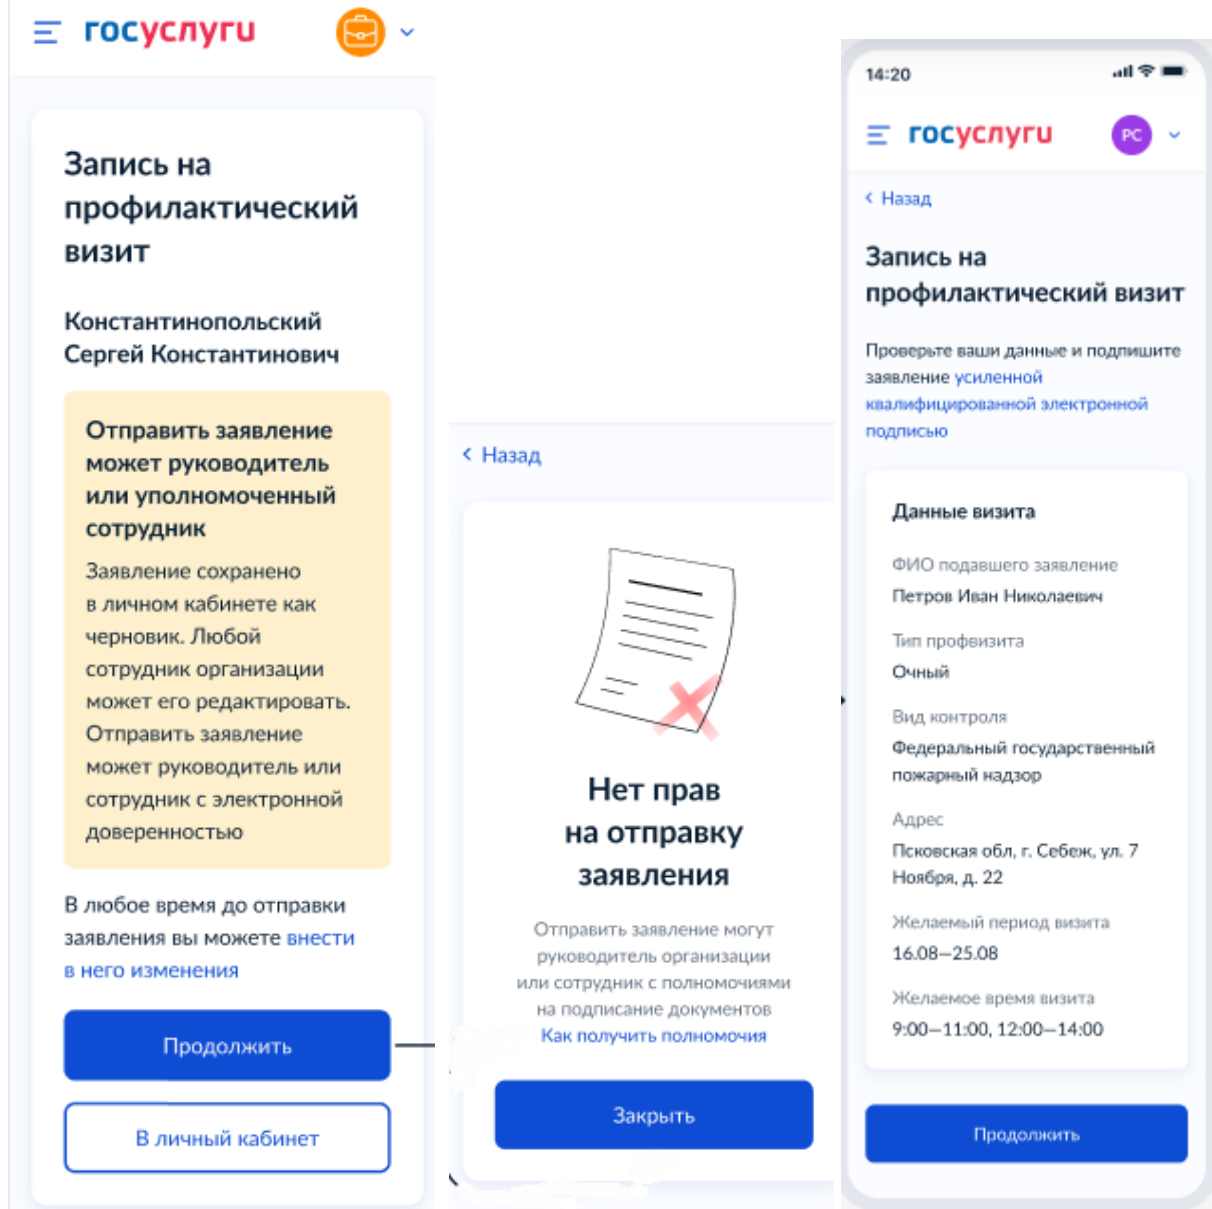 госуслуги
Запись на
профилактический
визит
Константинопольский
Сергей Константинович
Отправить заявление
может руководитель
или уполномоченный
сотрудник
Заявление сохранено
в личном кабинете как
черновик. Любой
сотрудник организации
может его редактировать.
Отправить заявление
может руководитель или
сотрудник с электронной
доверенностью
В любое время до отправки
заявления вы можете внести
в него изменения
Продолжить
В личный кабинет
Назад
Нет прав
на отправку
заявления
Отправить заявление могут
руководитель организации
или сотрудник с полномочиями
на подписание документов
Как получить полномочия
Закрыть
14:20
госуслуги
РС
Назад
Запись на
профилактический визит
Проверьте ваши данные и подпишите
заявление усиленной
квалифицированной электронной
подписью
Данные визита
ФИО подавшего заявление
Петров Иван Николаевич
Тип профвизита
Очный
Вид контроля
Федеральный государственный
пожарный надзор
Адрес
Псковская обл, г. Себеж, ул. 7
Ноября, д. 22
Желаемый период визита
16.08—25.08
Желаемое время визита
9:00—11:00, 12:00—14:00
Продолжить